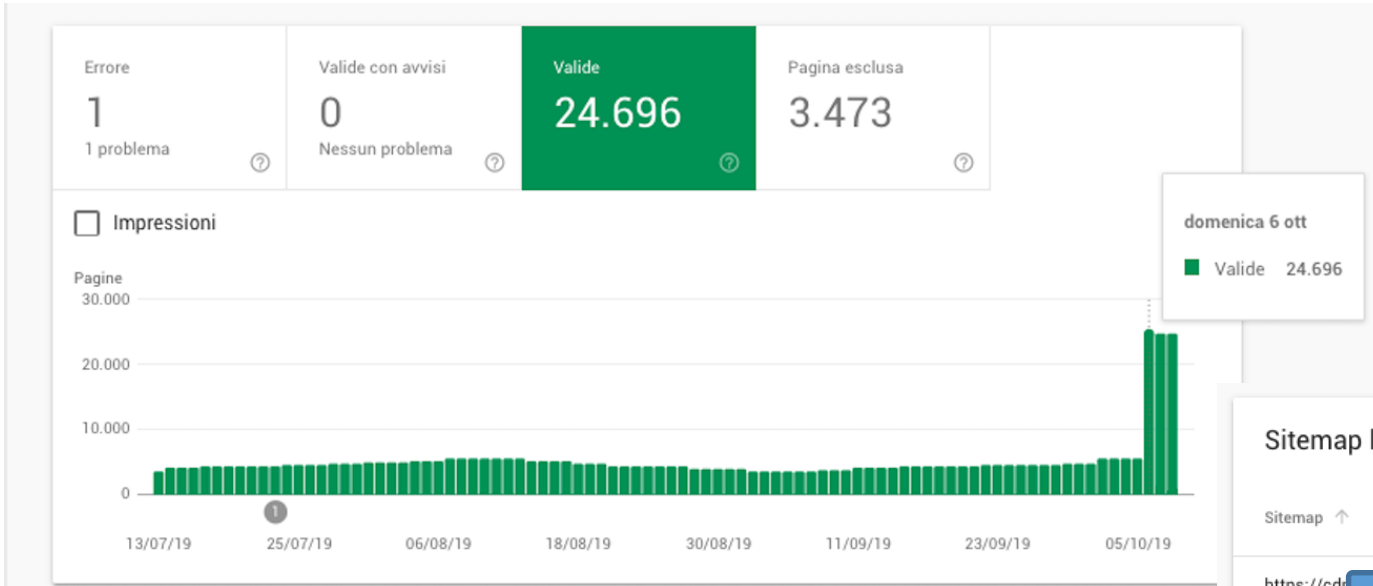 Errore
1
1 problema
Valide con avvisi
0
Nessun problema
Valide
24.696
Pagina esclusa
3.473
Impressioni
domenica 6 ott
Valide 24.696
Pagine
30.000
20.000
10.000
0
1
13/07/19 25/07/19 06/08/19 18/08/19 30/08/19 11/09/19 23/09/19 05/10/19
Sitemap
Sitemap